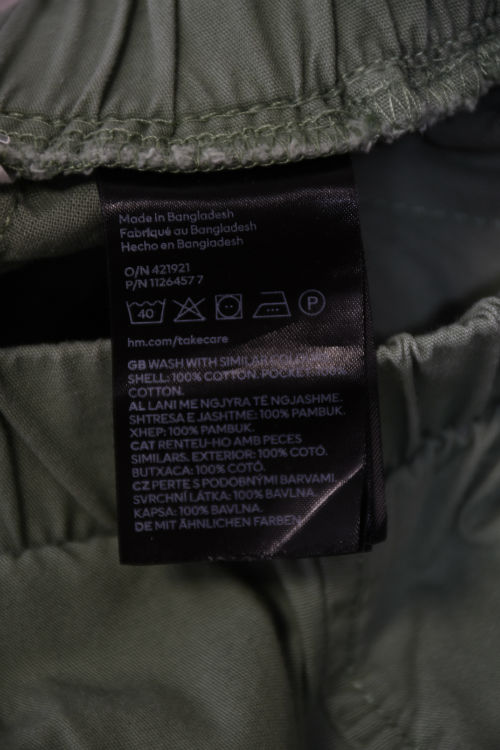 Made in Bangladesh
Fabriqué au Bangladesh
Hecho en Bangladesh
O/N 421921
P/N 11264577
40
P
hm.com/takecare
GB WASH WITH SIMILAR
SHELL: 100% COTTON. POCKET: 100%
COTTON.
AL LANI ME NGJYRA TË NGJASHME.
SHTRESA E JASHTME: 100% PAMBUK.
XHEP: 100% PAMBUK.
CAT RENTEU-HO AMB PECES
SIMILARS. EXTERIOR: 100% COTÓ.
BUTXACA: 100% COTÓ.
CZ PERTE S PODOBNÝMI BARVAMI.
SVRCHNÍ LÁTKA: 100% BAVLNA.
KAPSA: 100% BAVLNA.
DE MIT ÄHNLICHEN FARBEN